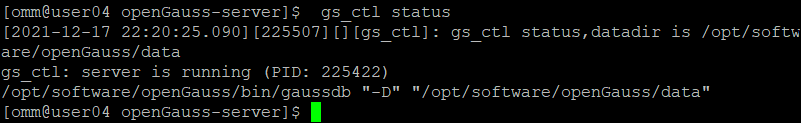 [omm@user04 openGauss-server]$  gs_ctl status
[2021-12-17 22:20:25.090][225507][][gs_ctl]: gs_ctl status,datadir is /opt/softw
are/openGauss/data
gs_ctl: server is running (PID: 225422)
/opt/software/openGauss/bin/gaussdb "-D" "/opt/software/openGauss/data"
[omm@user04 openGauss-server]$